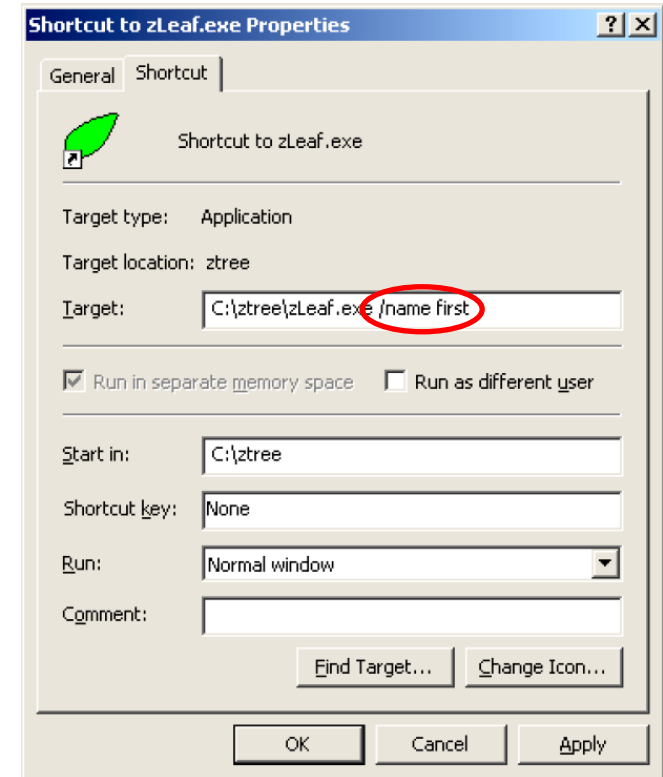 Shortcut to zLeaf.exe Properties
? X
General Shortcut
Shortcut to zLeaf.exe
Target type: Application
Target location: ztree
Target: C:\ztree\zLeaf.exe /name first
Run in separate memory space Run as different user
Start in: C:\ztree
Shortcut key: None
Run: Normal window
Comment:
Find Target... Change Icon...
OK Cancel Apply